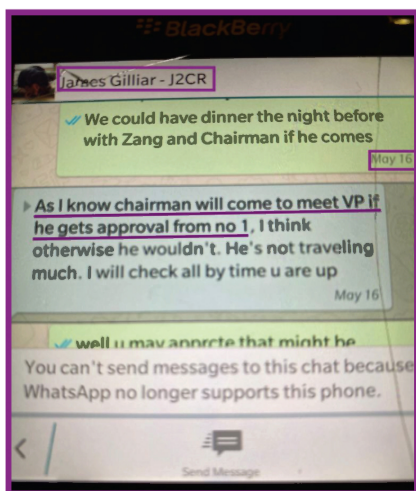 BlackBerry
James Gilliar - J2CR
We could have dinner the night before
with Zang and Chairman if he comes
May 16
As I know chairman will come to meet VP if
he gets approval from no 1, I think
otherwise he wouldn't. He's not traveling
much. I will check all by time u are up
May 16
well u may apprcte that might be
You can't send messages to this chat because
WhatsApp no longer supports this phone.
Send Message